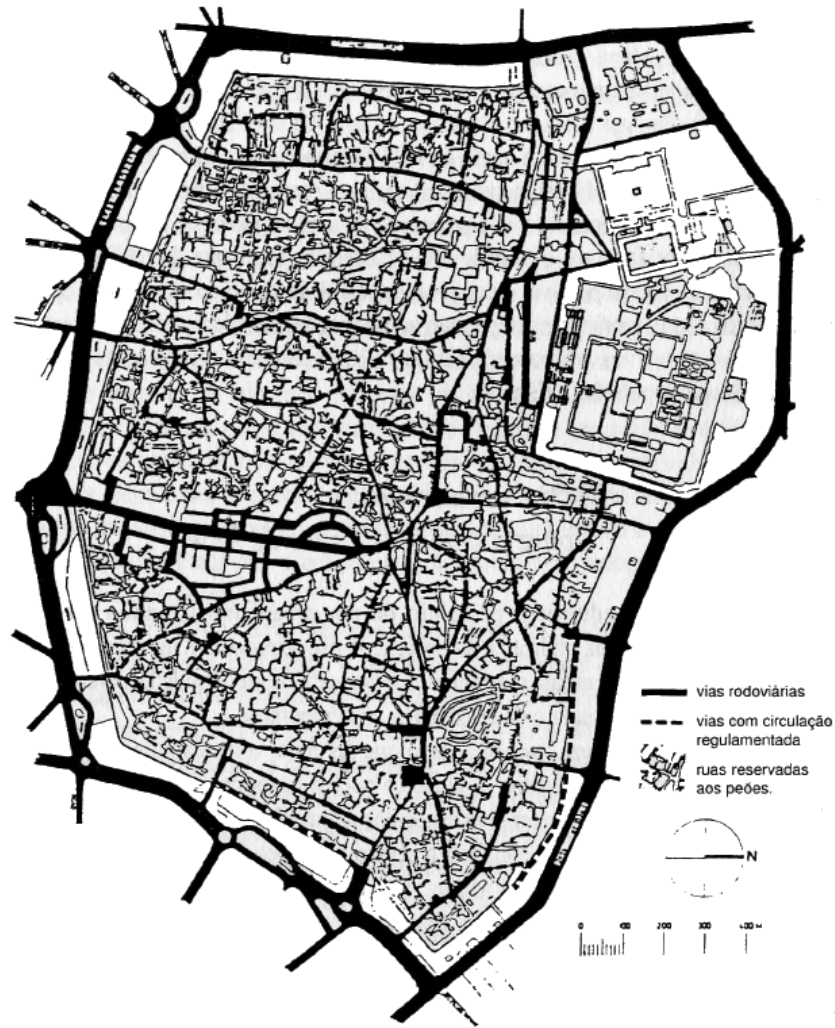 vias rodoviárias
vias com circulação
regulamentada
ruas reservadas
aos peões.
N
0 100 200 300 400 M